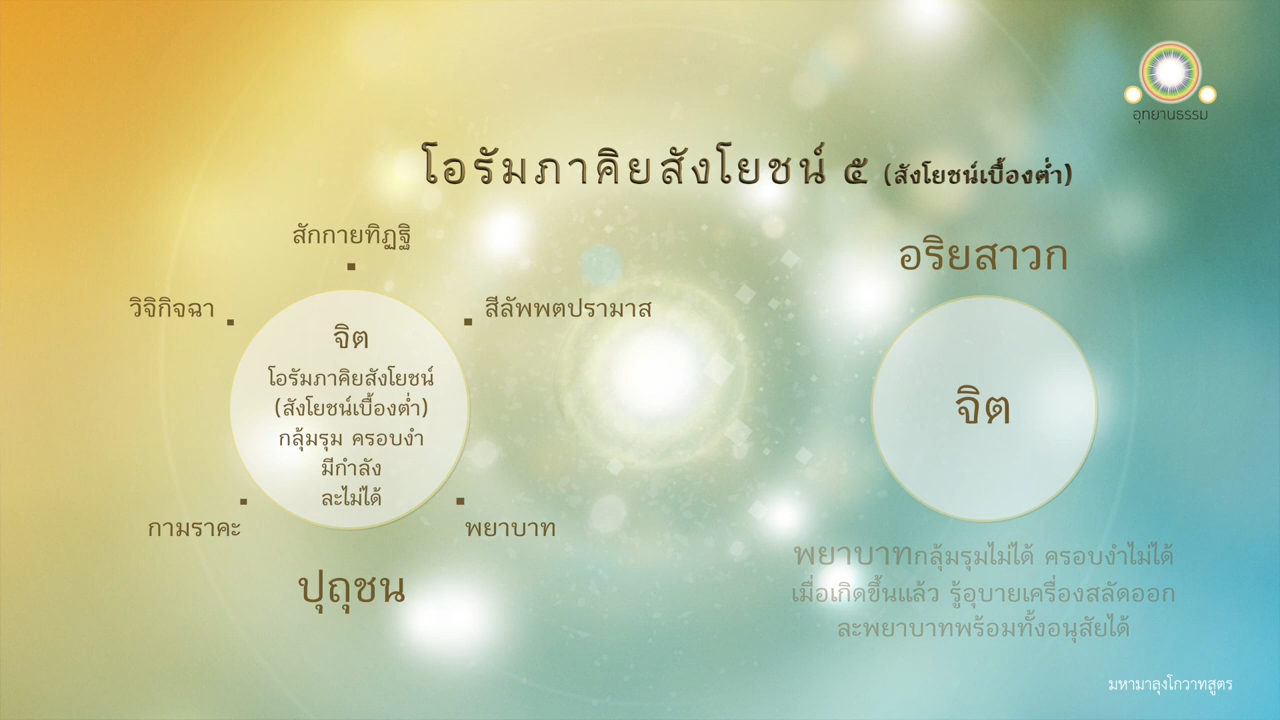 อุทยานธรรม
โอรัมภาคิยสังโยชน์ ๕ (สังโยชน์เบื้องต่ำ)
สักกายทิฏฐิ
วิจิกิจฉา
สีลัพพตปรามาส
จิต
โอรัมภาคิยสังโยชน์
(สังโยชน์เบื้องต่ำ)
กลุ้มรุม ครอบงำ
มีกำลัง
ละไม่ได้
กามราคะ
พยาบาท
ปุถุชน
อริยสาวก
จิต
พยาบาทกลุ้มรุมไม่ได้ ครอบงำไม่ได้
เมื่อเกิดขึ้นแล้ว รู้อุบายเครื่องสลัดออก
ละพยาบาทพร้อมทั้งอนุสัยได้
มหามาลุงโกวาทสูตร